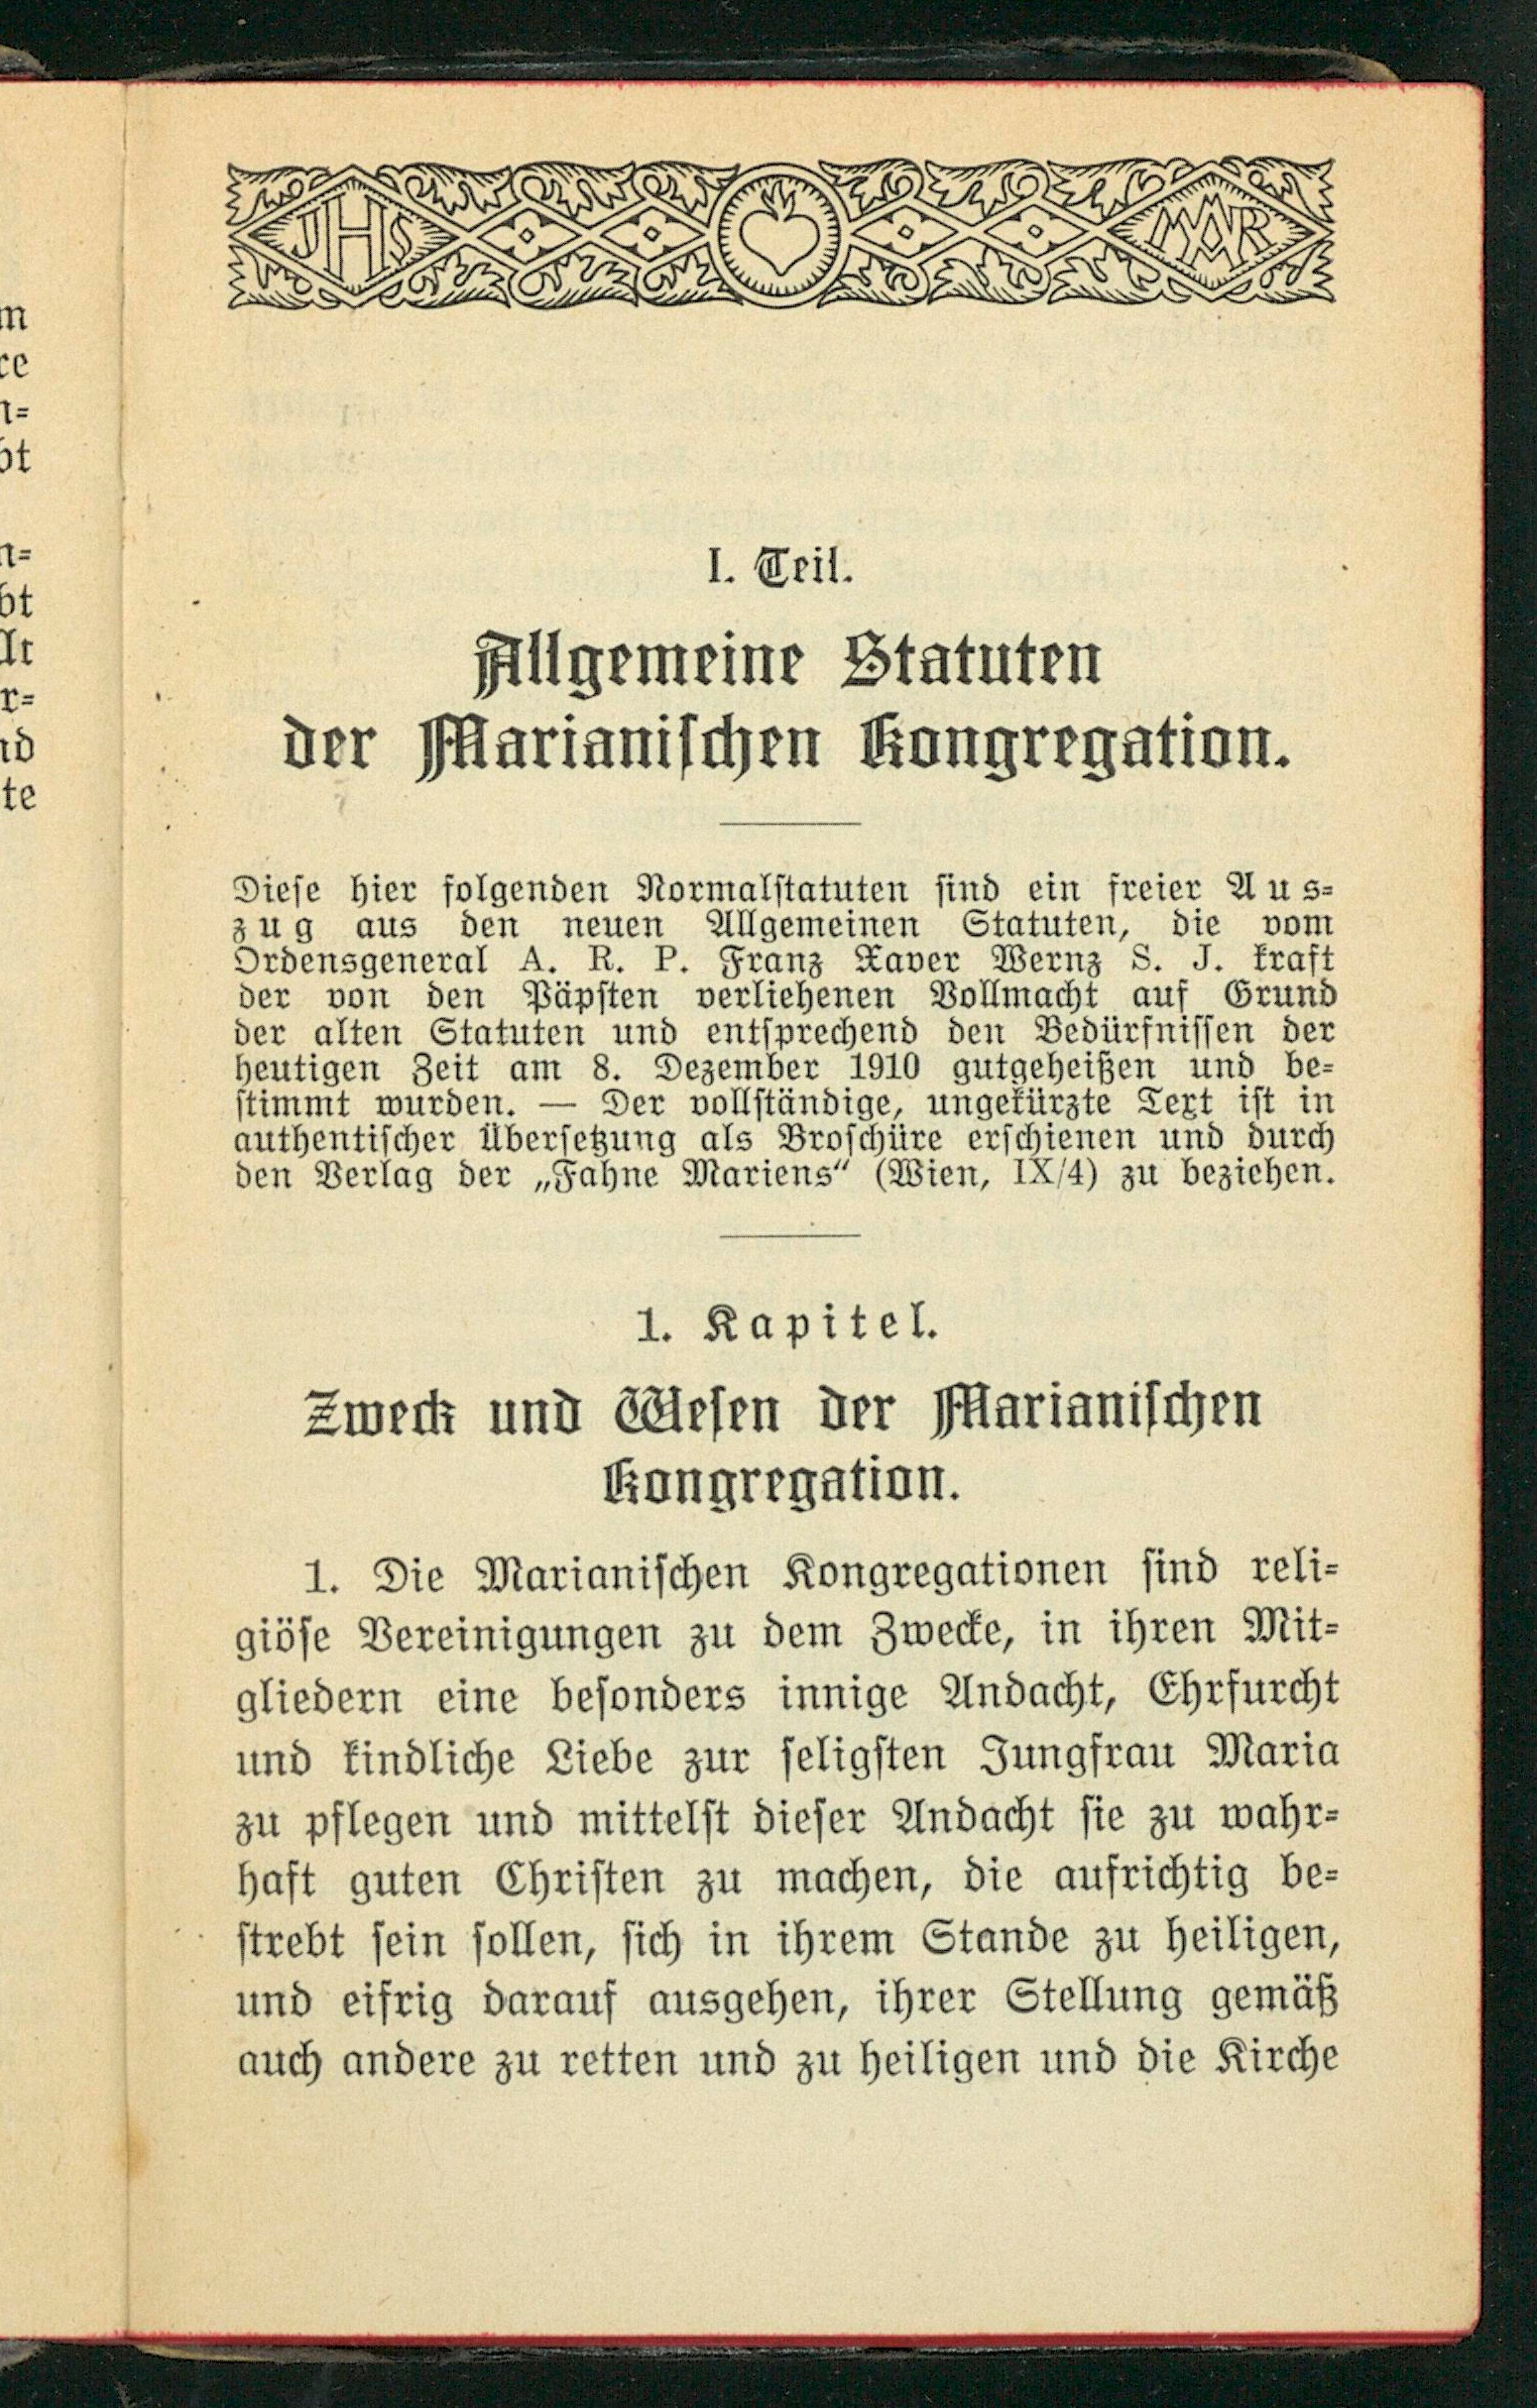 m
re
n-
bt
n-
bt
lt
r-
nd
te
JHS
MAR
I. Teil.
Allgemeine Statuten
der Marianischen Kongregation.
Diese hier folgenden Normalstatuten sind ein freier Aus-
zug aus den neuen Allgemeinen Statuten, die vom
Ordensgeneral A. R. P. Franz Xaver Wernz S. J. kraft
der von den Päpsten verliehenen Vollmacht auf Grund
der alten Statuten und entsprechend den Bedürfnissen der
heutigen Zeit am 8. Dezember 1910 gutgeheißen und be-
stimmt wurden. — Der vollständige, ungekürzte Text ist in
authentischer Übersetzung als Broschüre erschienen und durch
den Verlag der „Fahne Mariens“ (Wien, IX/4) zu beziehen.
1. Kapitel.
Zweck und Wesen der Marianischen
Kongregation.
1. Die Marianischen Kongregationen sind reli-
giöse Vereinigungen zu dem Zwecke, in ihren Mit-
gliedern eine besonders innige Andacht, Ehrfurcht
und kindliche Liebe zur seligsten Jungfrau Maria
zu pflegen und mittelst dieser Andacht sie zu wahr-
haft guten Christen zu machen, die aufrichtig be-
strebt sein sollen, sich in ihrem Stande zu heiligen,
und eifrig darauf ausgehen, ihrer Stellung gemäß
auch andere zu retten und zu heiligen und die Kirche